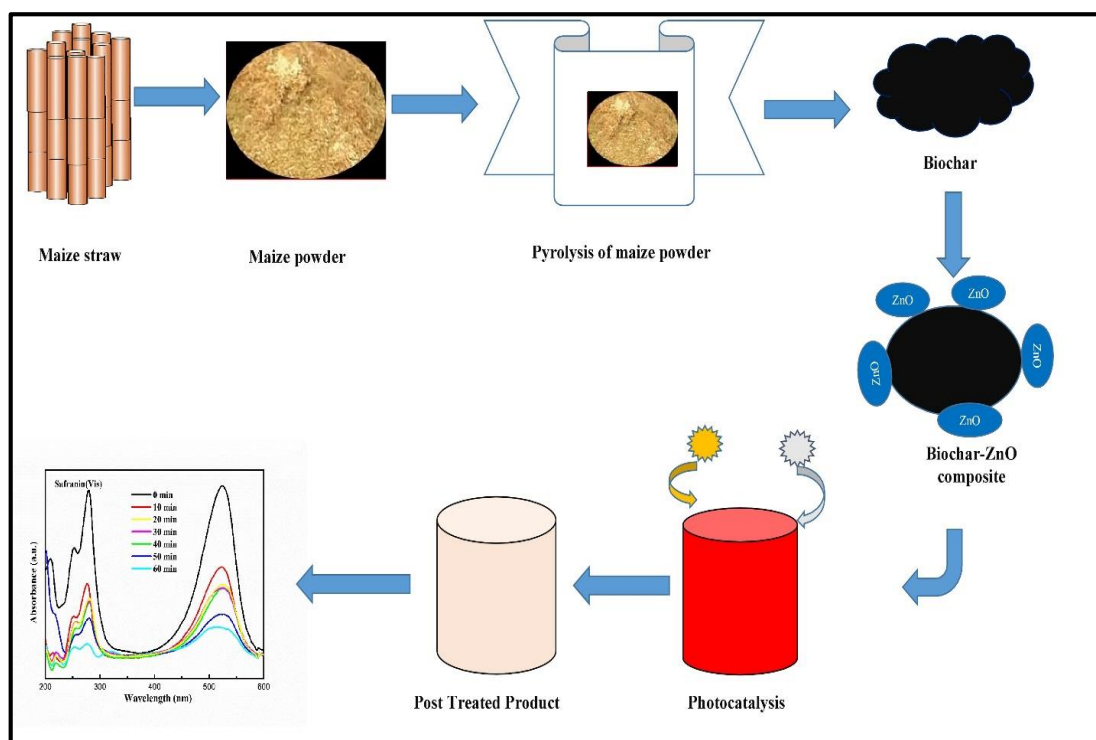 Maize straw
Maize powder
Pyrolysis of maize powder
Biochar
ZnO
ZnO
ZnO
ZnO
ZnO
Biochar-ZnO
composite
Safranin(Vis)
0 min
10 min
20 min
30 min
40 min
50 min
60 min
Absorbance (a.u.)
200
300
400
500
600
Wavelength (nm)
Post Treated Product
Photocatalysis